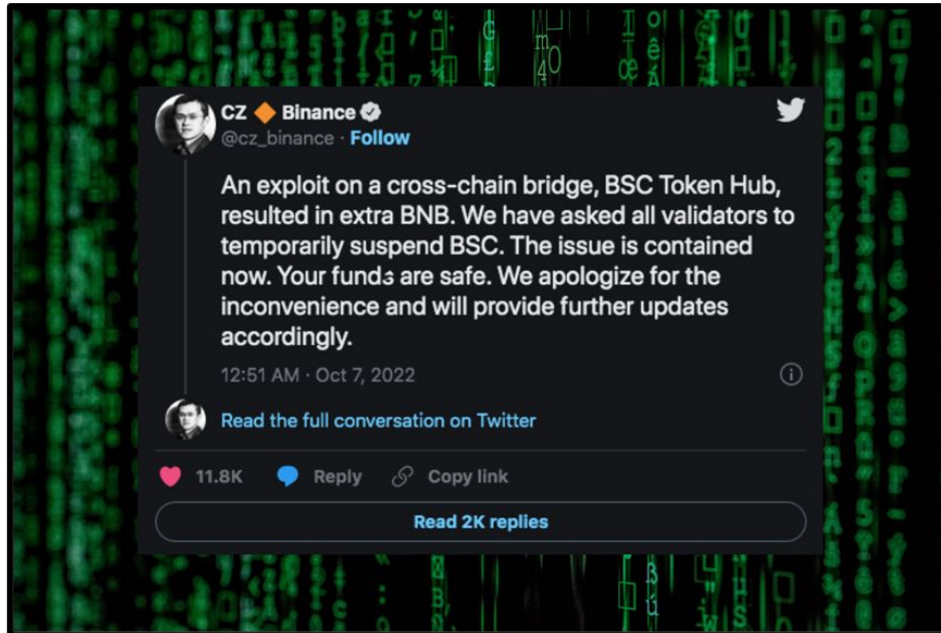 CZ 🔶 Binance
@cz_binance · Follow
An exploit on a cross-chain bridge, BSC Token Hub,
resulted in extra BNB. We have asked all validators to
temporarily suspend BSC. The issue is contained
now. Your funds are safe. We apologize for the
inconvenience and will provide further updates
accordingly.
12:51 AM · Oct 7, 2022
Read the full conversation on Twitter
11.8K Reply Copy link
Read 2K replies